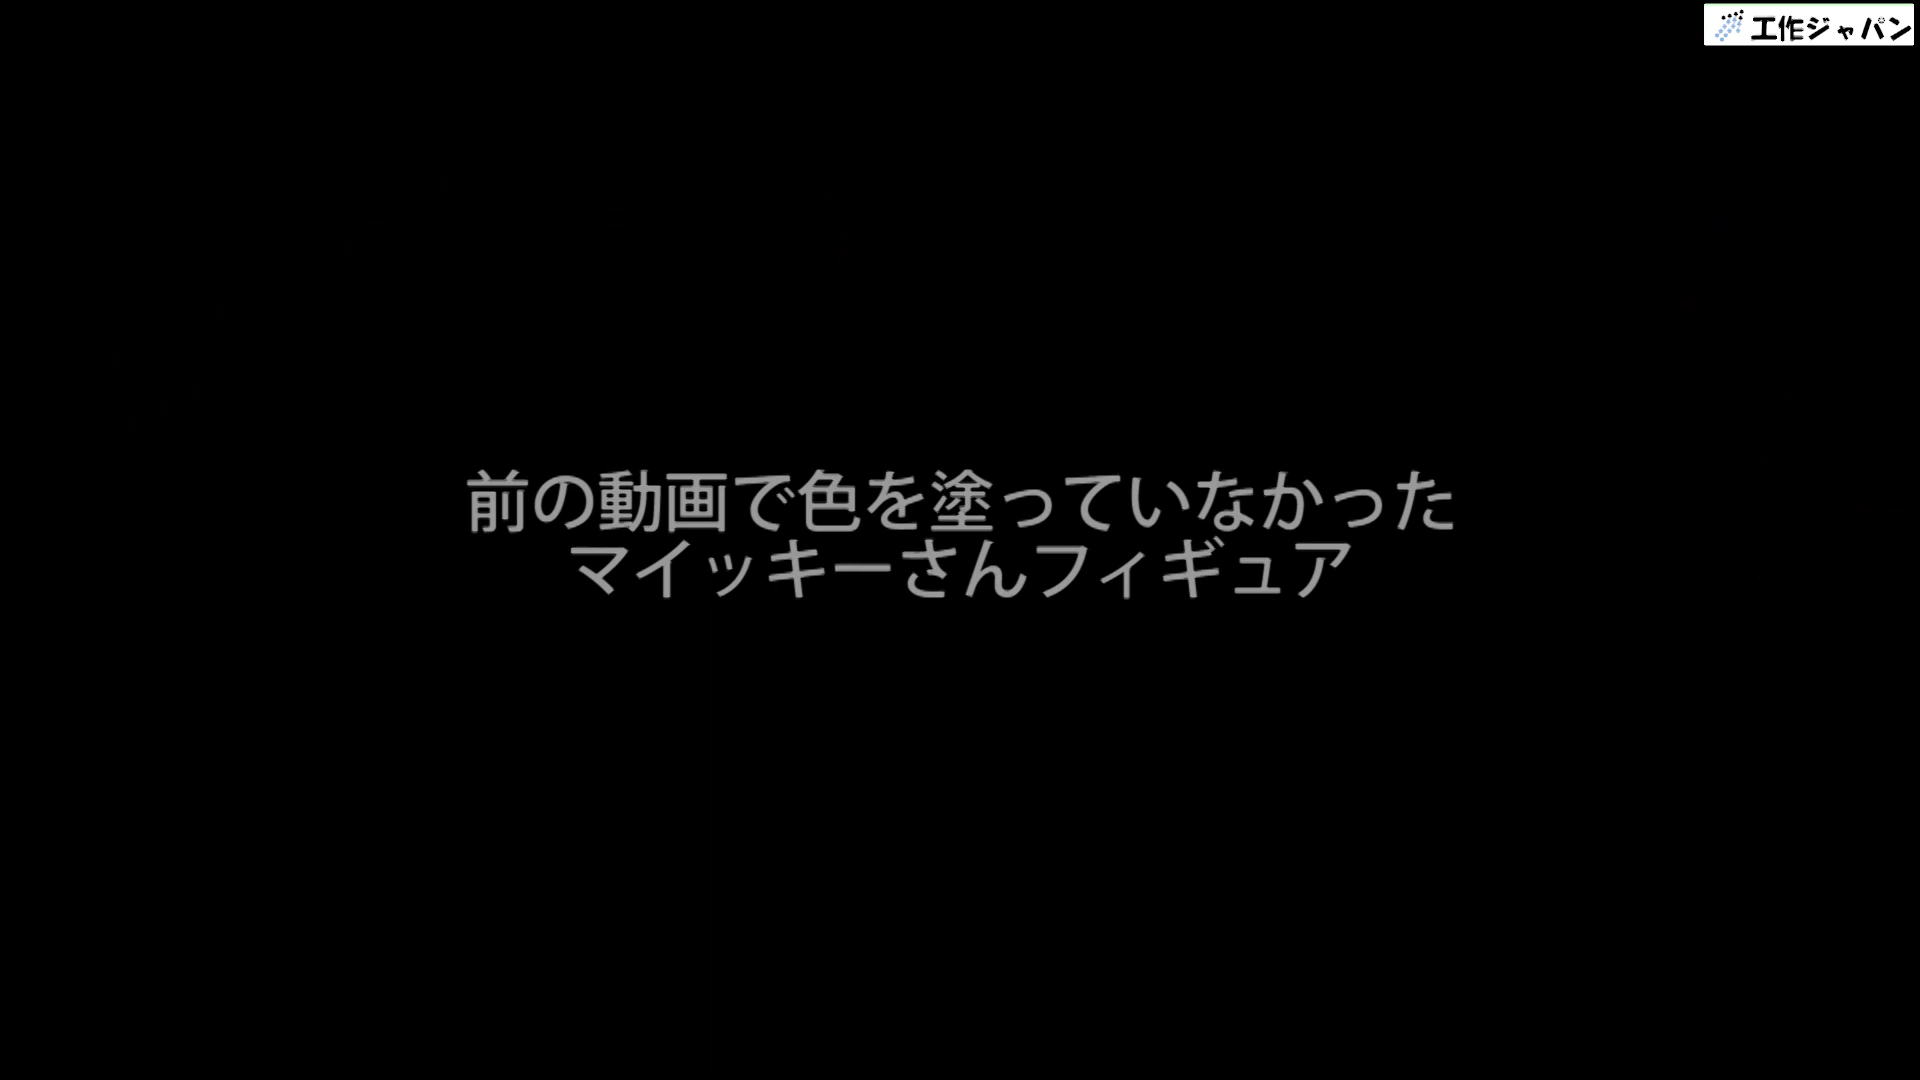 工作ジャパン
前の動画で色を塗っていなかった
マイッキーさんフィギュア